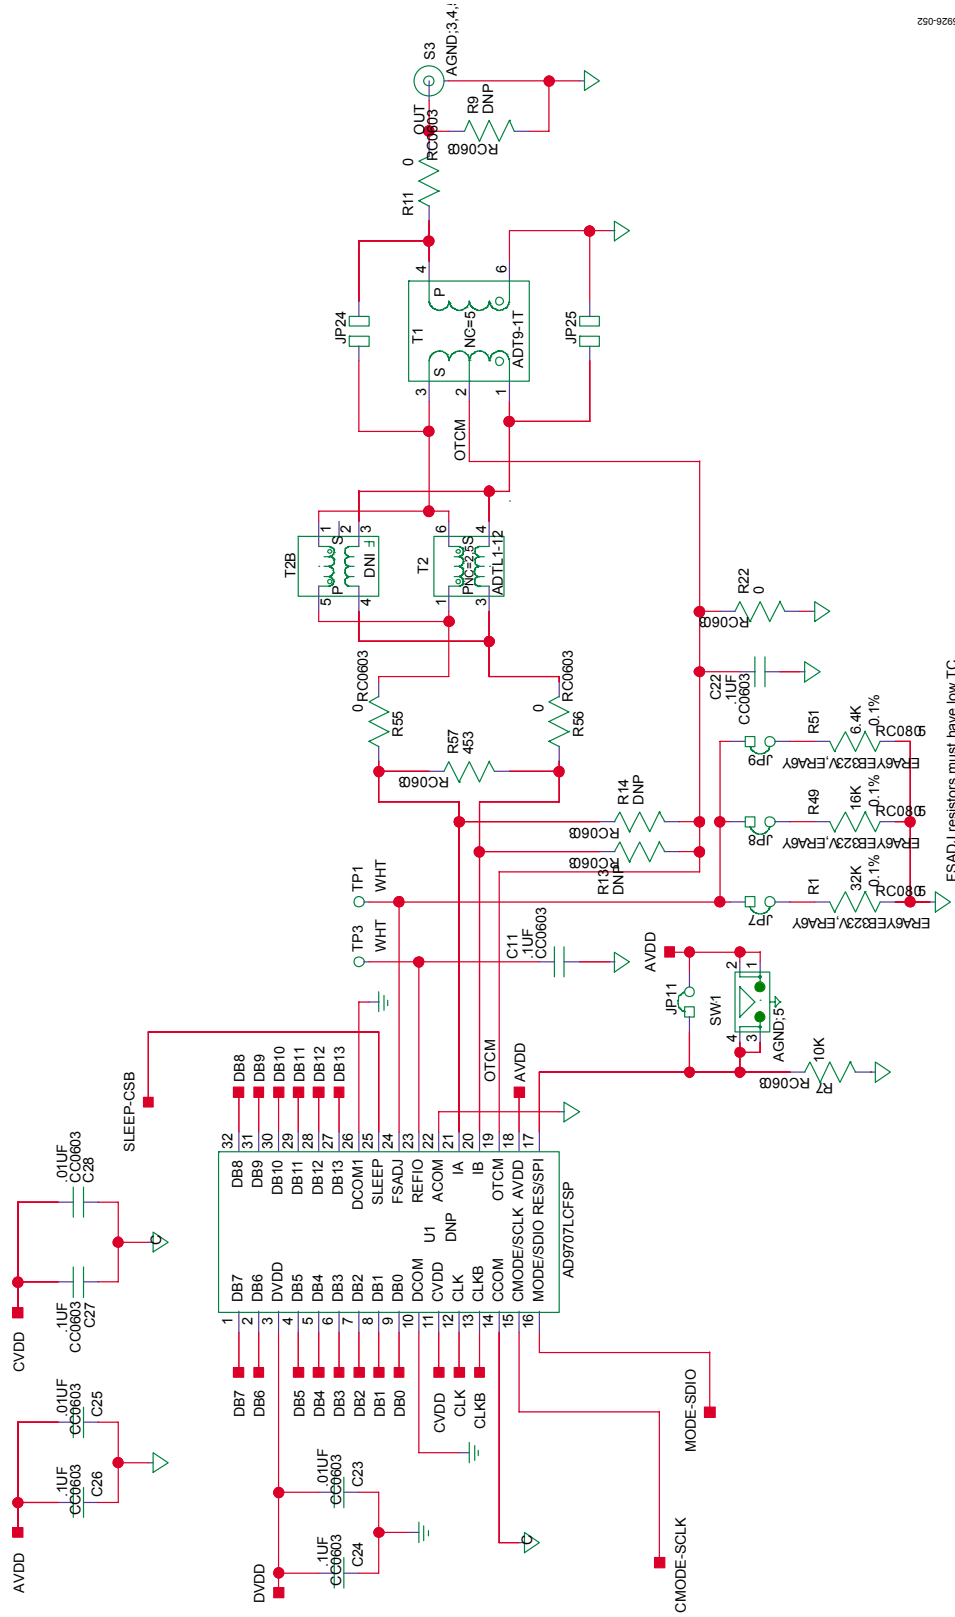 6926-052
S3
AGND;3,4,
OUT
R9
DNP
RC0603
RC0603
0
R11
4
6
P
T1
NC=5
S
ADT9-1T
3
2
1
JP24
JP25
OTCM
T2B
1
2
3
S
P
F
DNI
5
4
T2
6
4
S
P
NC=2.5
ADTL1-12
1
3
RC0603
0
R55
RC0603
0
R56
R57
453
RC0603
R14
DNP
RC0603
R13
DNP
RC0603
R22
0
RC0603
C22
.1UF
CC0603
R51
6.4K
0.1%
RC0805
JP9
ERA6YEB323V,ERA6Y
R49
16K
0.1%
RC0805
JP8
ERA6YEB323V,ERA6Y
R1
32K
0.1%
RC0805
JP7
ERA6YEB323V,ERA6Y
FSADJ resistors must have low TC
TP1
WHT
TP3
WHT
C11
.1UF
CC0603
AVDD
JP11
SW1
2
1
4
3
AGND;5
R7
10K
RC0603
OTCM
AVDD
SLEEP-CSB
DB8
DB9
DB10
DB11
DB12
DB13
32
31
30
29
28
27
26
25
24
23
22
21
20
19
18
17
DB8
DB9
DB10
DB11
DB12
DB13
DCOM1
SLEEP
FSADJ
REFIO
ACOM
IA
IB
OTCM
AVDD
RES/SPI
U1
DNP
AD9707LCFSP
DB7
DB6
DVDD
DB5
DB4
DB3
DB2
DB1
DB0
DCOM
CVDD
CLK
CLKB
CCOM
CMODE/SCLK
MODE/SDIO
1
2
3
4
5
6
7
8
9
10
11
12
13
14
15
16
DB7
DB6
DB5
DB4
DB3
DB2
DB1
DB0
CVDD
CLK
CLKB
MODE-SDIO
CMODE-SCLK
CVDD
.1UF
CC0603
C27
.01UF
CC0603
C28
C
AVDD
.1UF
CC0603
C26
.01UF
CC0603
C25
DVDD
.1UF
CC0603
C24
.01UF
CC0603
C23
C